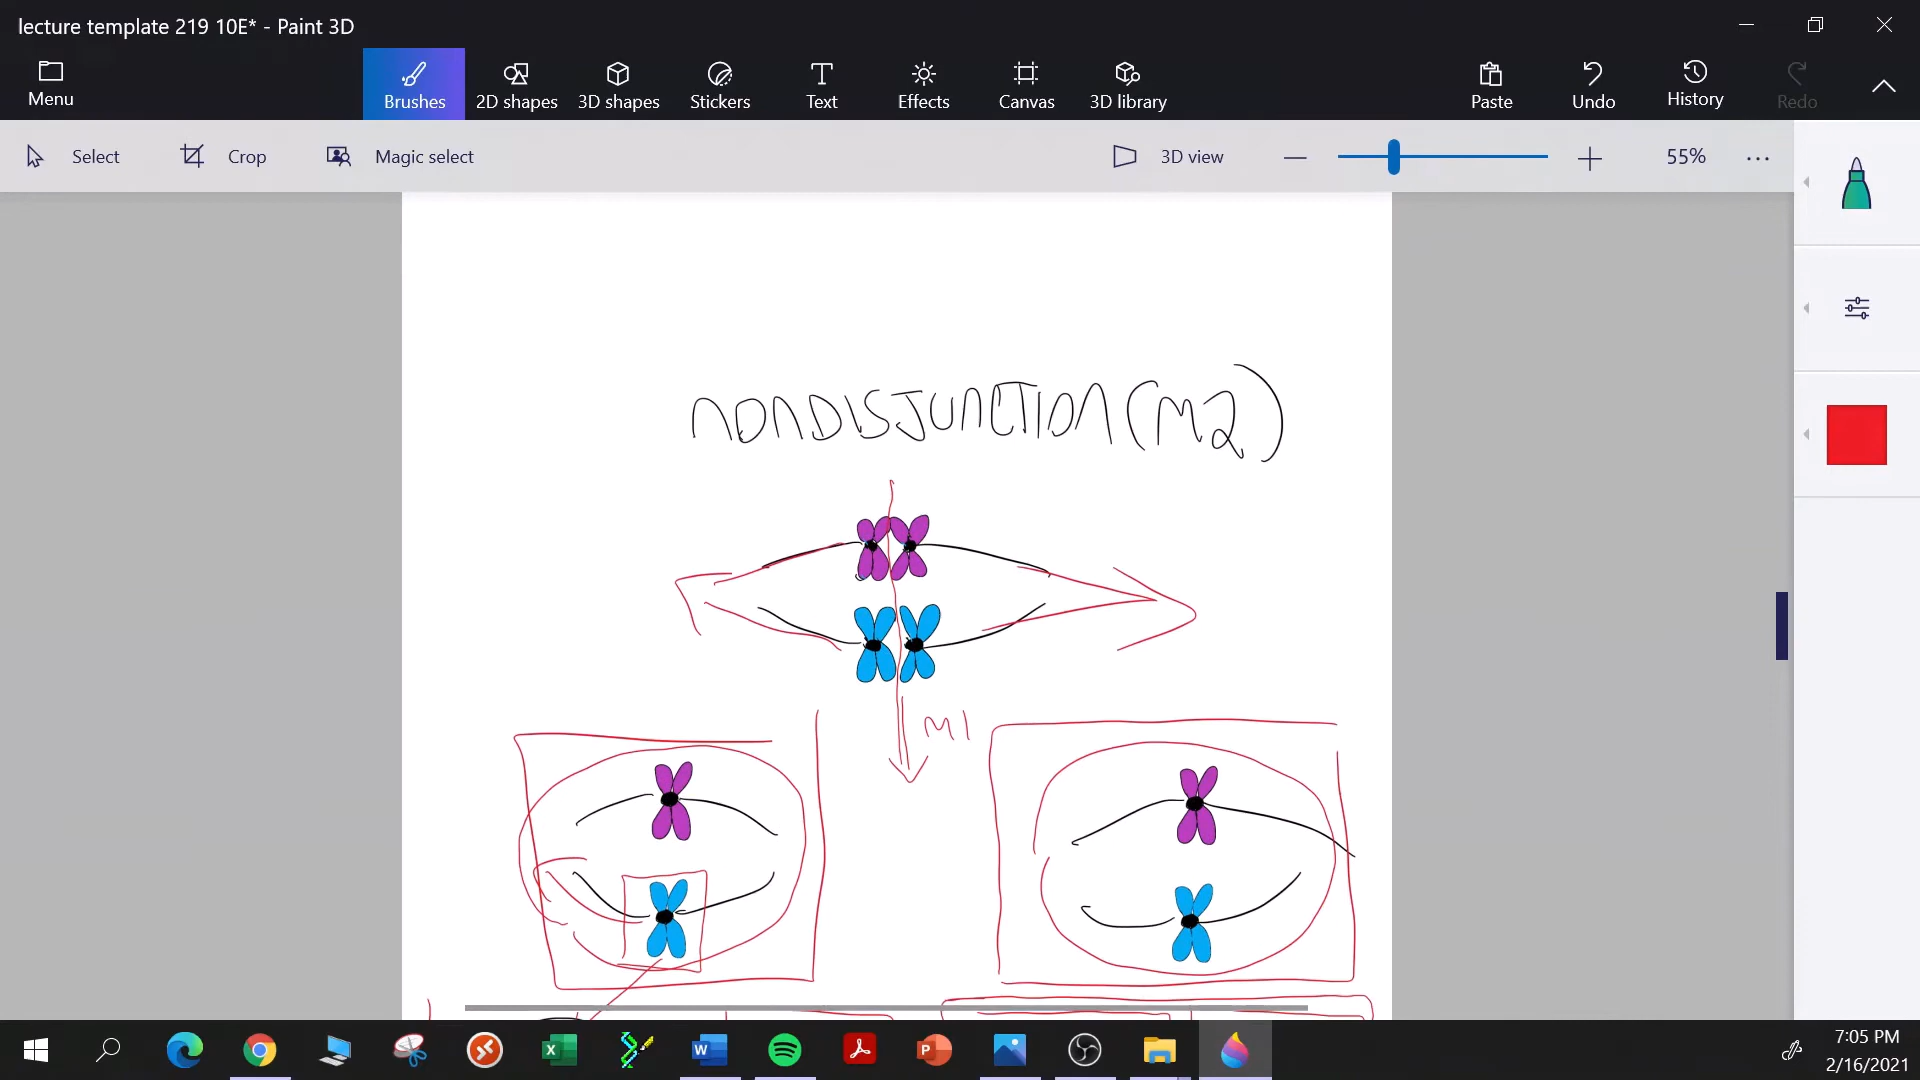 lecture template 219 10E* - Paint 3D
Menu
Brushes
2D shapes
3D shapes
Stickers
Text
Effects
Canvas
3D library
Paste
Undo
History
Redo
Select
Crop
Magic select
3D view
55%
NONDISJUNCTION (M2)
M1
7:05 PM
2/16/2021